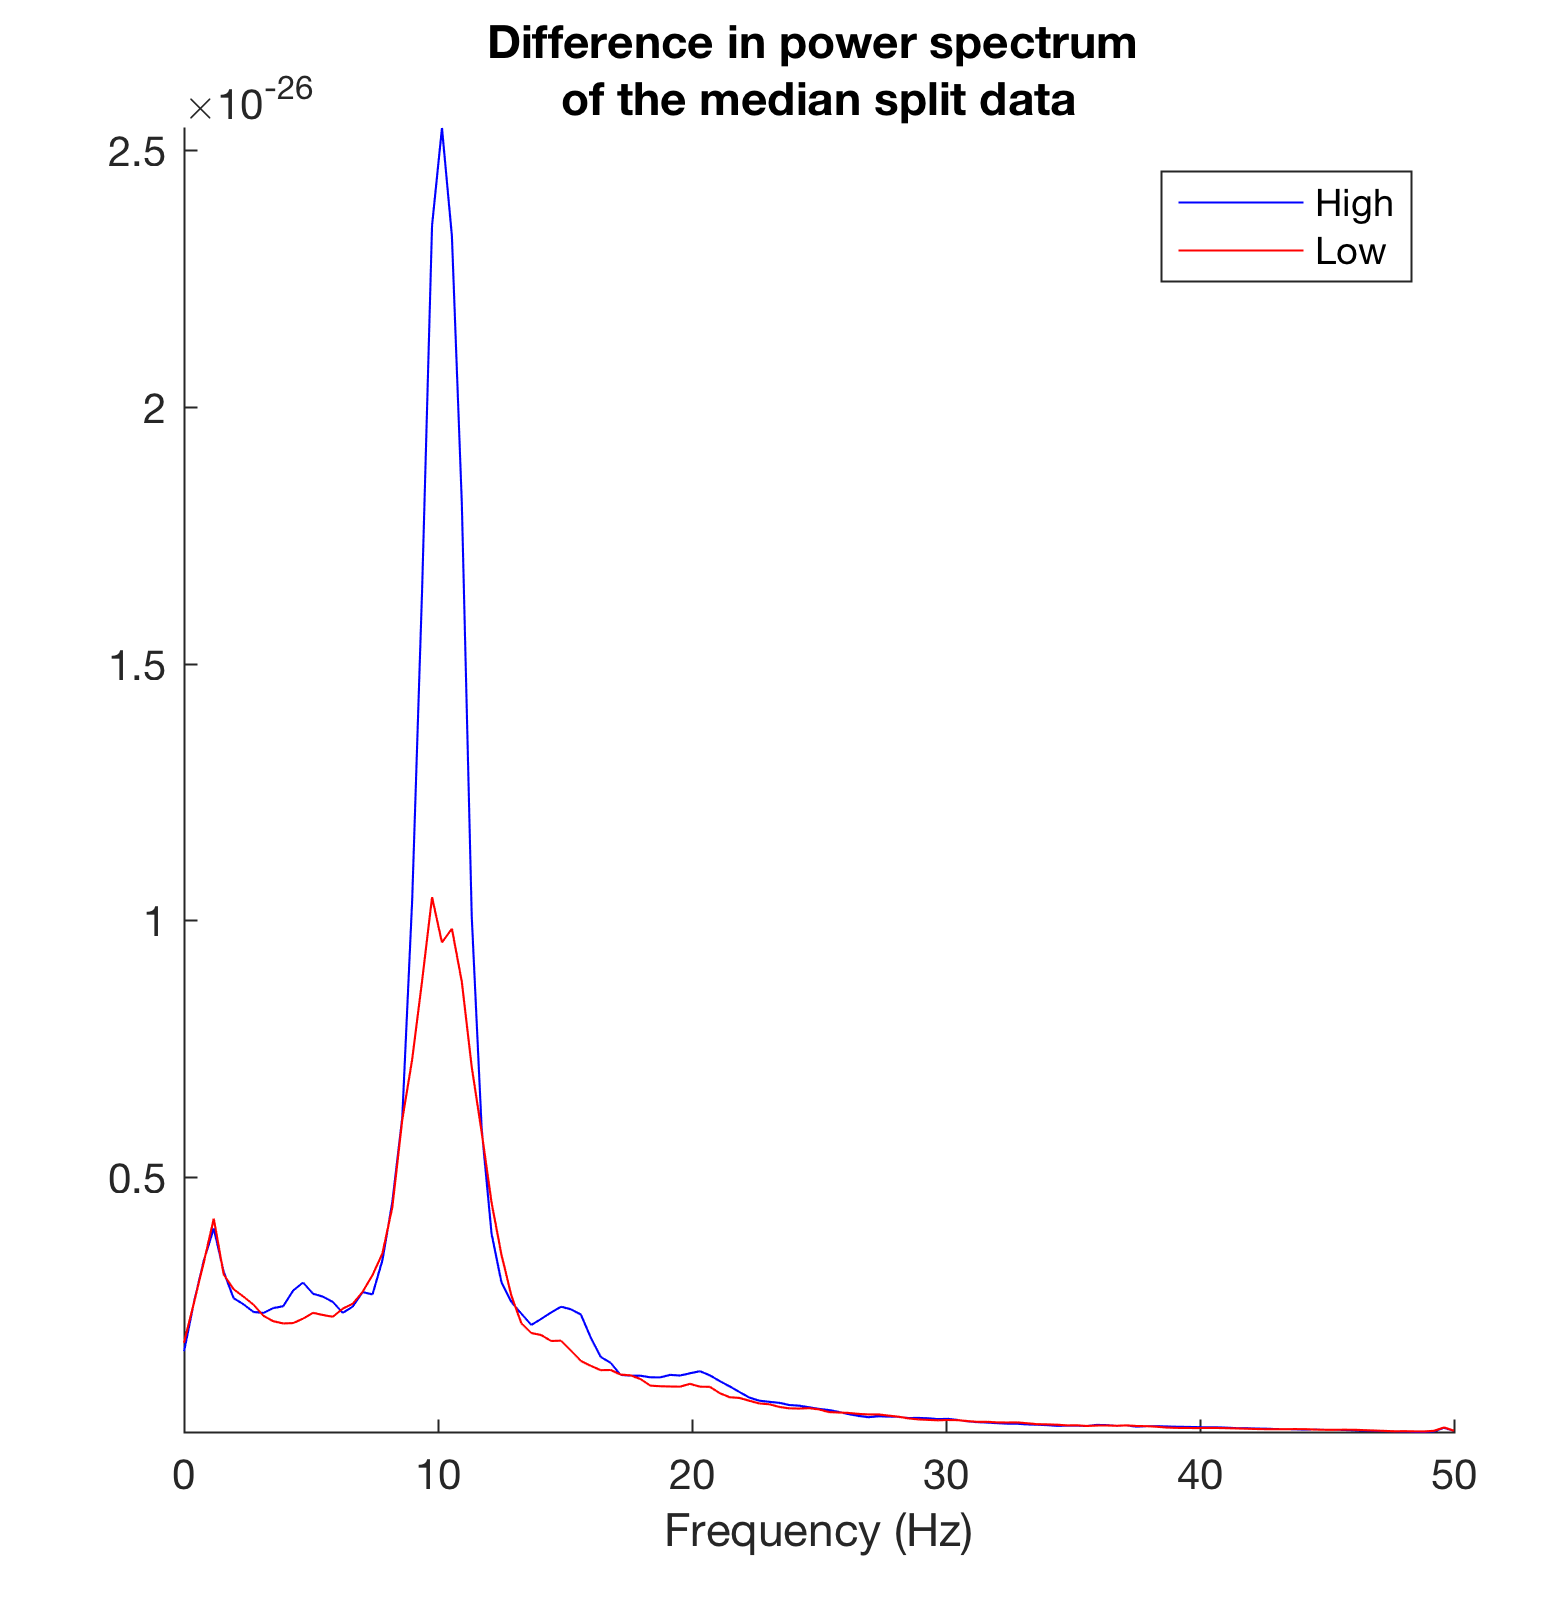 Difference in power spectrum
of the median split data
×10-26
2.5
2
1.5
1
0.5
High
Low
0 10 20 30 40 50
Frequency (Hz)